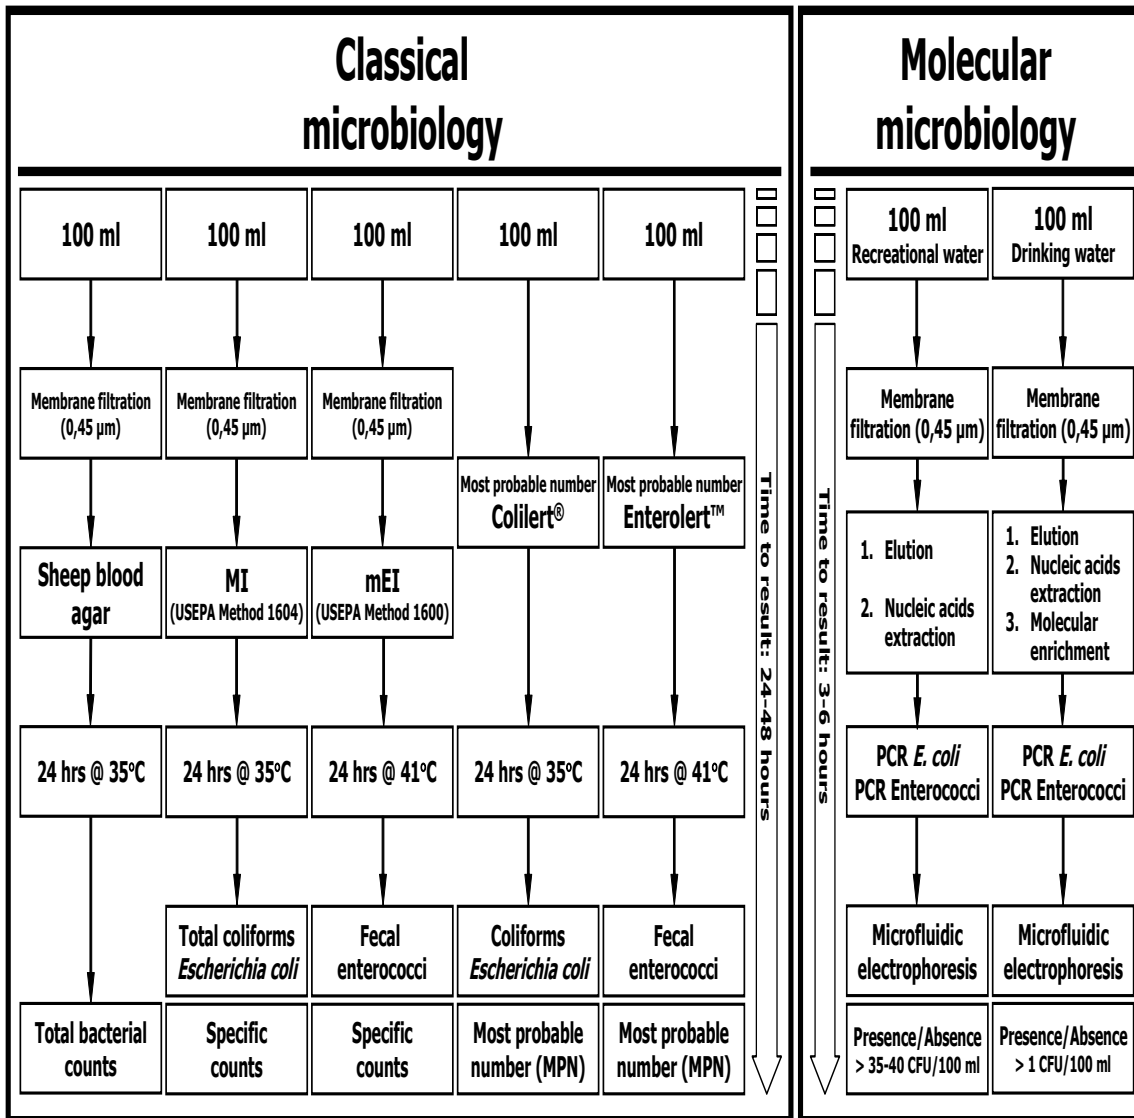 Classical
microbiology
100 ml
100 ml
100 ml
100 ml
100 ml
Membrane filtration
(0,45 µm)
Membrane filtration
(0,45 µm)
Membrane filtration
(0,45 µm)
Most probable number
Colilert®
Most probable number
Enterolert™
Sheep blood
agar
MI
(USEPA Method 1604)
mEI
(USEPA Method 1600)
24 hrs @ 35°C
24 hrs @ 35°C
24 hrs @ 41°C
24 hrs @ 35°C
24 hrs @ 41°C
Total coliforms
Escherichia coli
Fecal
enterococci
Coliforms
Escherichia coli
Fecal
enterococci
Total bacterial
counts
Specific
counts
Specific
counts
Most probable
number (MPN)
Most probable
number (MPN)
Time to result: 24-48 hours
Molecular
microbiology
Time to result: 3-6 hours
100 ml
Recreational water
100 ml
Drinking water
Membrane
filtration (0,45 µm)
Membrane
filtration (0,45 µm)
1. Elution
2. Nucleic acids
extraction
1. Elution
2. Nucleic acids
extraction
3. Molecular
enrichment
PCR E. coli
PCR Enterococci
PCR E. coli
PCR Enterococci
Microfluidic
electrophoresis
Microfluidic
electrophoresis
Presence/Absence
> 35-40 CFU/100 ml
Presence/Absence
> 1 CFU/100 ml